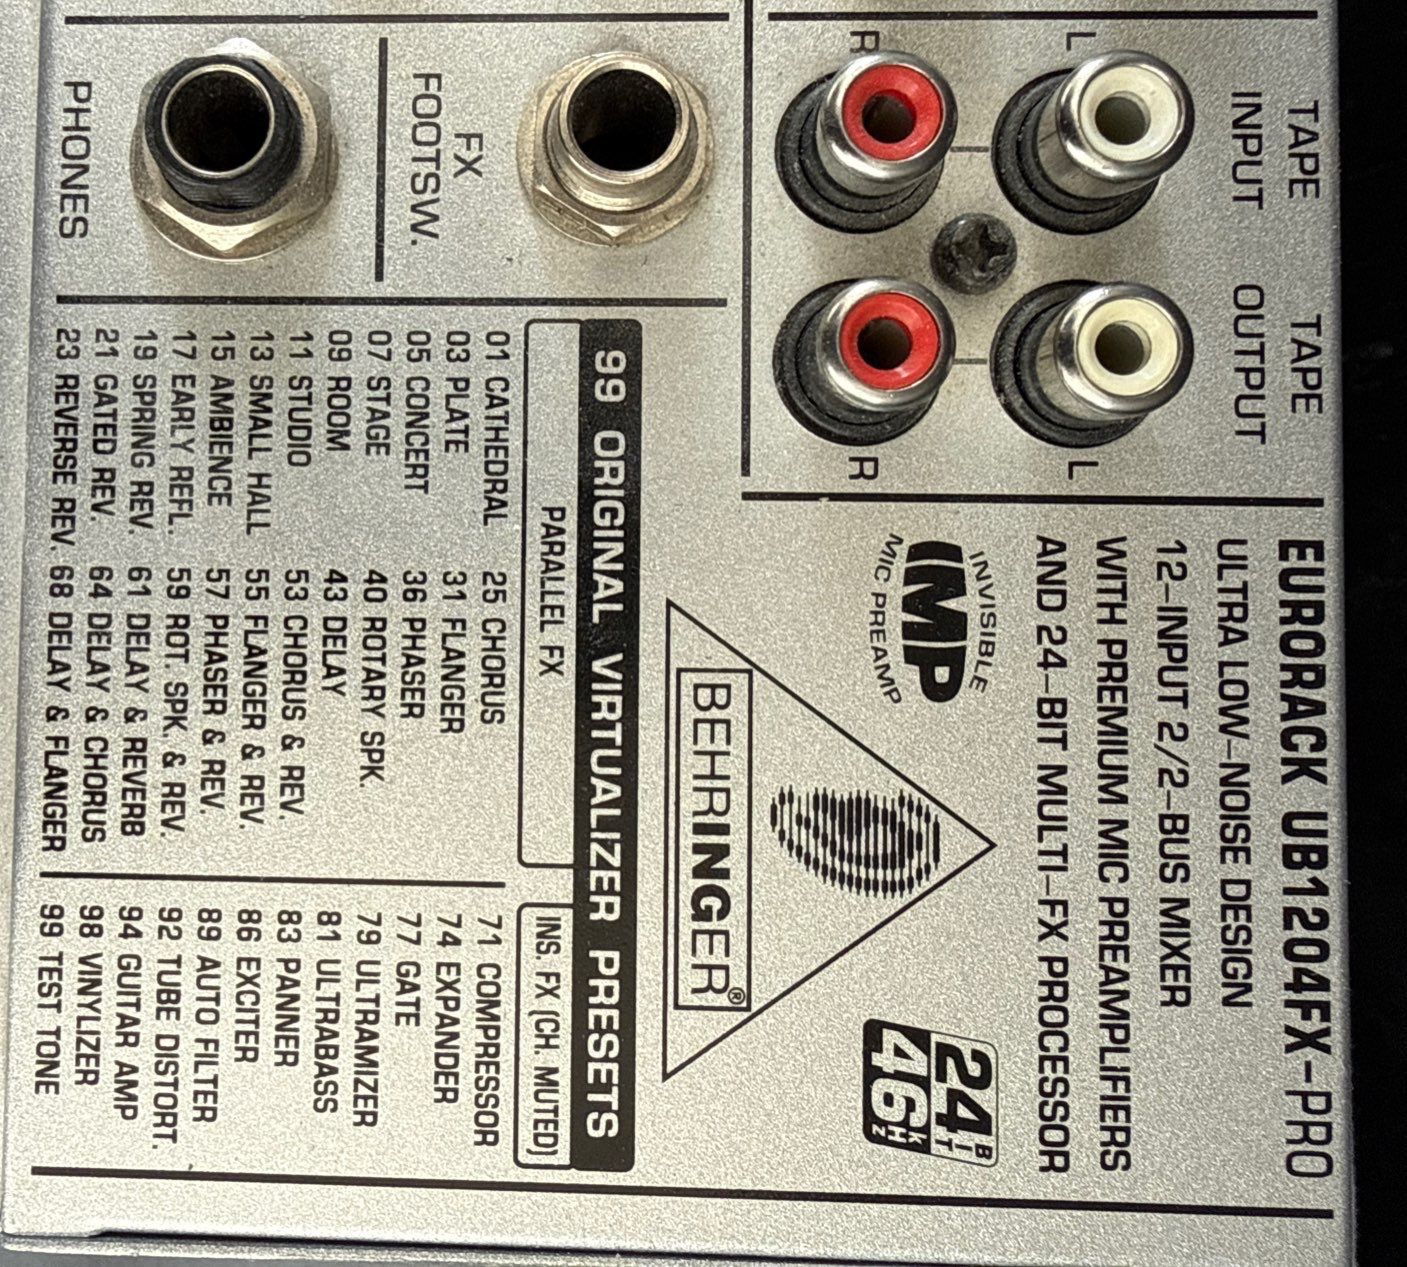 TAPE
INPUT
L
R
TAPE
OUTPUT
L
R
FX
FOOTSW.
PHONES
EURORACK UB1204FX-PRO
ULTRA LOW-NOISE DESIGN
12-INPUT 2/2-BUS MIXER
WITH PREMIUM MIC PREAMPLIFIERS
AND 24-BIT MULTI-FX PROCESSOR
INVISIBLE
IMP
MIC PREAMP
BEHRINGER®
24 BIT
46 kHz
99 ORIGINAL VIRTUALIZER PRESETS
PARALLEL FX
01 CATHEDRAL
03 PLATE
05 CONCERT
07 STAGE
09 ROOM
11 STUDIO
13 SMALL HALL
15 AMBIENCE
17 EARLY REFL.
19 SPRING REV.
21 GATED REV.
23 REVERSE REV.
25 CHORUS
31 FLANGER
36 PHASER
40 ROTARY SPK.
43 DELAY
53 CHORUS & REV.
55 FLANGER & REV.
57 PHASER & REV.
59 ROT. SPK. & REV.
61 DELAY & REVERB
64 DELAY & CHORUS
68 DELAY & FLANGER
INS. FX (CH. MUTED)
71 COMPRESSOR
74 EXPANDER
77 GATE
79 ULTRAMIZER
81 ULTRABASS
83 PANNER
86 EXCITER
89 AUTO FILTER
92 TUBE DISTORT.
94 GUITAR AMP
98 VINYLIZER
99 TEST TONE